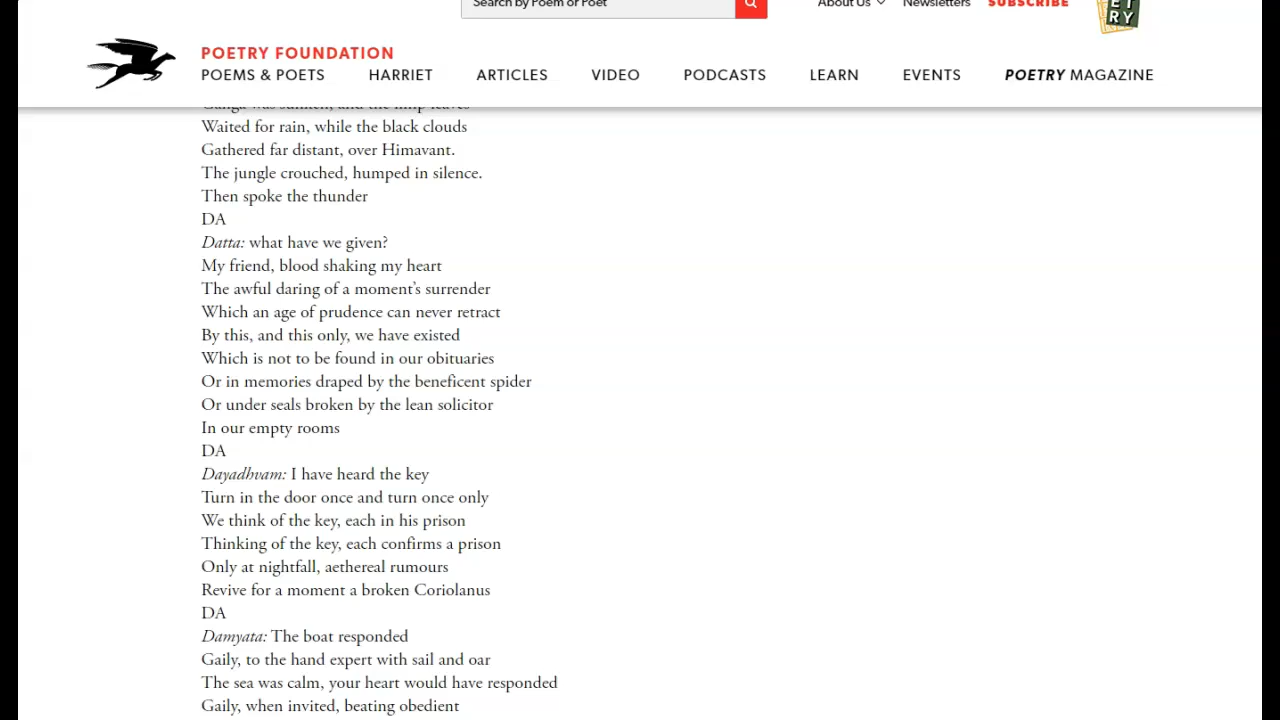 Search by Poem or Poet
About Us
Newsletters
SUBSCRIBE
ET
RY
POETRY FOUNDATION
POEMS & POETS
HARRIET
ARTICLES
VIDEO
PODCASTS
LEARN
EVENTS
POETRY MAGAZINE
Ganga was sunken, and the limp leaves
Waited for rain, while the black clouds
Gathered far distant, over Himavant.
The jungle crouched, humped in silence.
Then spoke the thunder
DA
Datta: what have we given?
My friend, blood shaking my heart
The awful daring of a moment’s surrender
Which an age of prudence can never retract
By this, and this only, we have existed
Which is not to be found in our obituaries
Or in memories draped by the beneficent spider
Or under seals broken by the lean solicitor
In our empty rooms
DA
Dayadhvam: I have heard the key
Turn in the door once and turn once only
We think of the key, each in his prison
Thinking of the key, each confirms a prison
Only at nightfall, aethereal rumours
Revive for a moment a broken Coriolanus
DA
Damyata: The boat responded
Gaily, to the hand expert with sail and oar
The sea was calm, your heart would have responded
Gaily, when invited, beating obedient